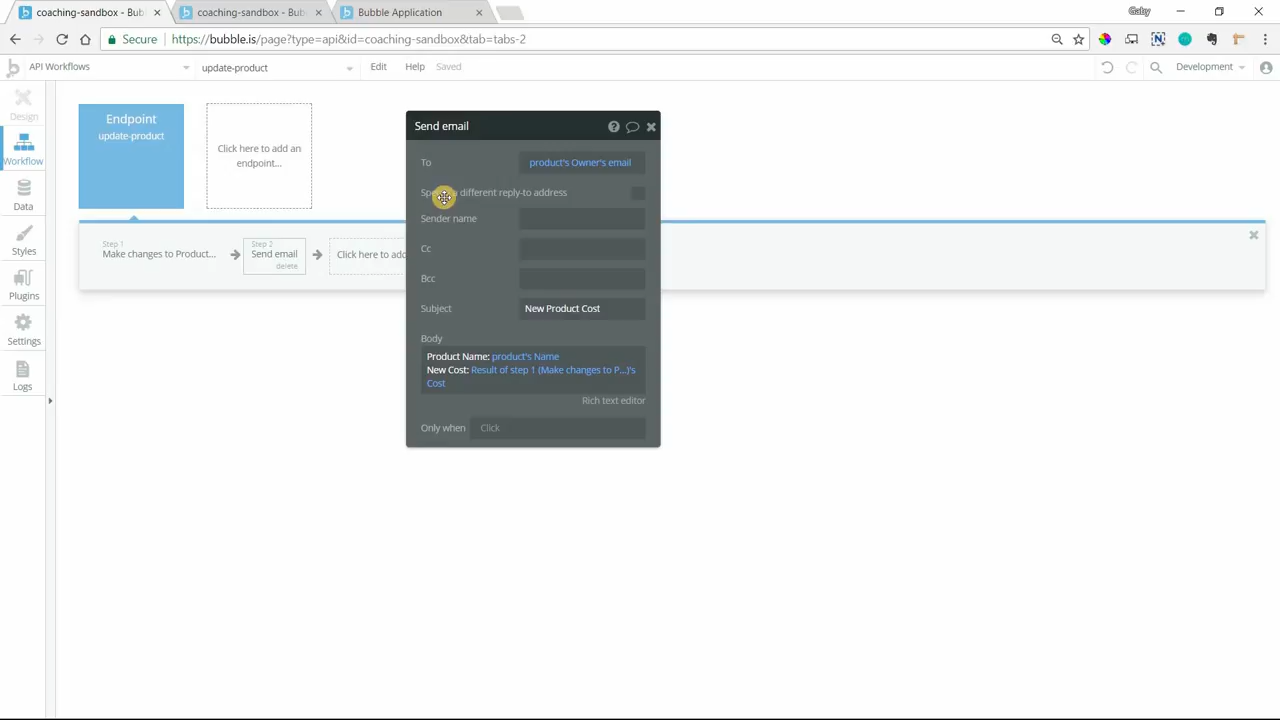 coaching-sandbox - Bub
coaching-sandbox - Bub
Bubble Application
Gaby
Secure
https://bubble.is/page?type=api&id=coaching-sandbox&tab=tabs-2
API Workflows
update-product
Edit
Help
Saved
Development
Design
Workflow
Data
Styles
Plugins
Settings
Logs
Endpoint
update-product
Click here to add an
endpoint...
Step 1
Make changes to Product...
Step 2
Send email
delete
Click here to add
Send email
To
product's Owner's email
different reply-to address
Sender name
Cc
Bcc
Subject
New Product Cost
Body
Product Name: product's Name
New Cost: Result of step 1 (Make changes to P...)'s
Cost
Rich text editor
Only when
Click